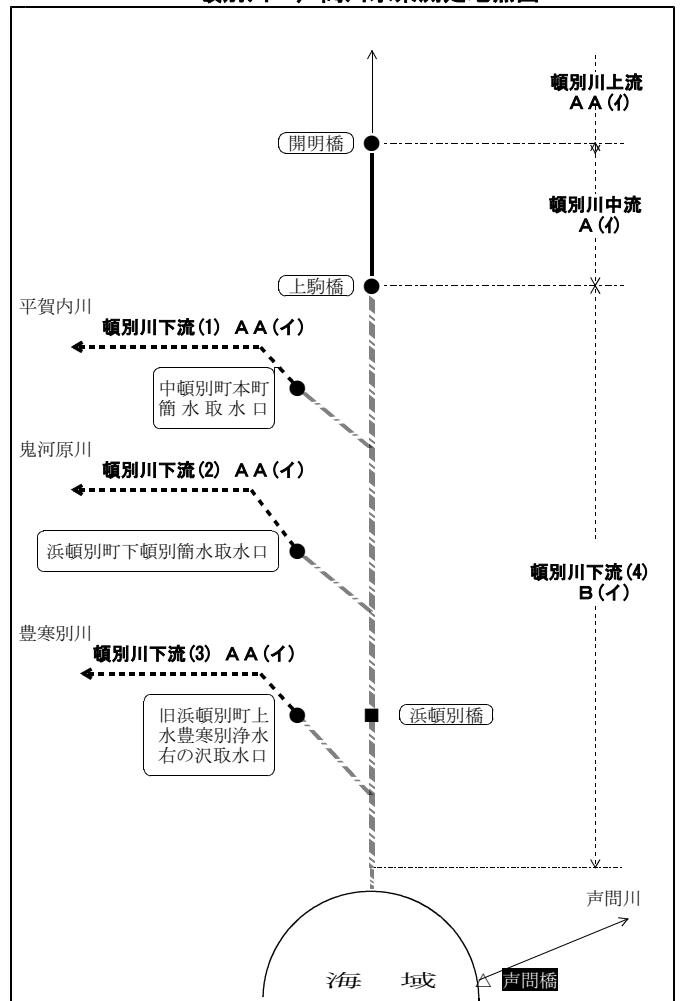 頓別川上流
ＡＡ(ｲ)
開明橋
頓別川中流
Ａ(ｲ)
上駒橋
平賀内川
頓別川下流(1) ＡＡ(イ)
中頓別町本町
簡水取水口
鬼河原川
頓別川下流(2) ＡＡ(イ)
浜頓別町下頓別簡水取水口
頓別川下流(4)
Ｂ(イ)
豊寒別川
頓別川下流(3) ＡＡ(イ)
旧浜頓別町上
水豊寒別浄水
右の沢取水口
浜頓別橋
声問川
海域
声問橋